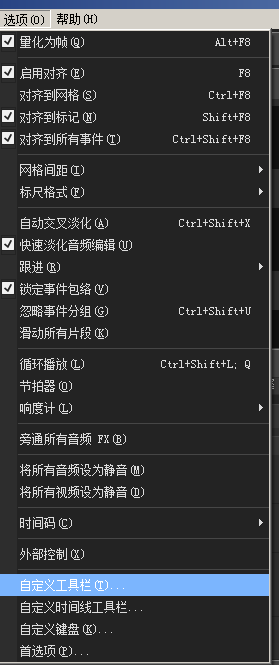 选项(O) 帮助(H)
量化为帧(Q) Alt+F8
启用对齐(E) F8
对齐到网格(S) Ctrl+F8
对齐到标记(N) Shift+F8
对齐到所有事件(I) Ctrl+Shift+F8
网格间距(I)
标尺格式(F)
自动交叉淡化(A) Ctrl+Shift+X
快速淡化音频编辑(U)
跟进(R)
锁定事件包络(V)
忽略事件分组(G) Ctrl+Shift+U
滑动所有片段(K)
循环播放(L) Ctrl+Shift+L; Q
节拍器(O)
响度计(L)
旁通所有音频 FX(B)
将所有音频设为静音(M)
将所有视频设为静音(D)
时间码(C)
外部控制(X)
自定义工具栏(T)...
自定义时间线工具栏...
自定义键盘(K)...
首选项(P)...